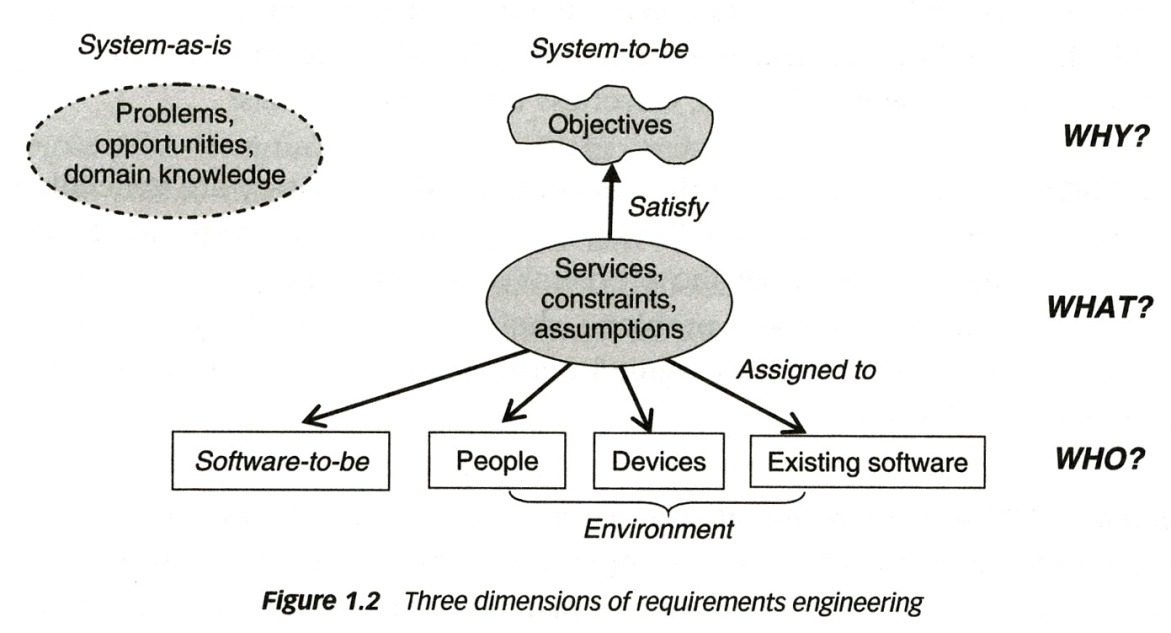 System-as-is
System-to-be
Problems,
opportunities,
domain knowledge
Objectives
WHY?
Satisfy
Services,
constraints,
assumptions
WHAT?
Assigned to
Software-to-be
People
Devices
Existing software
WHO?
Environment
Figure 1.2 Three dimensions of requirements engineering